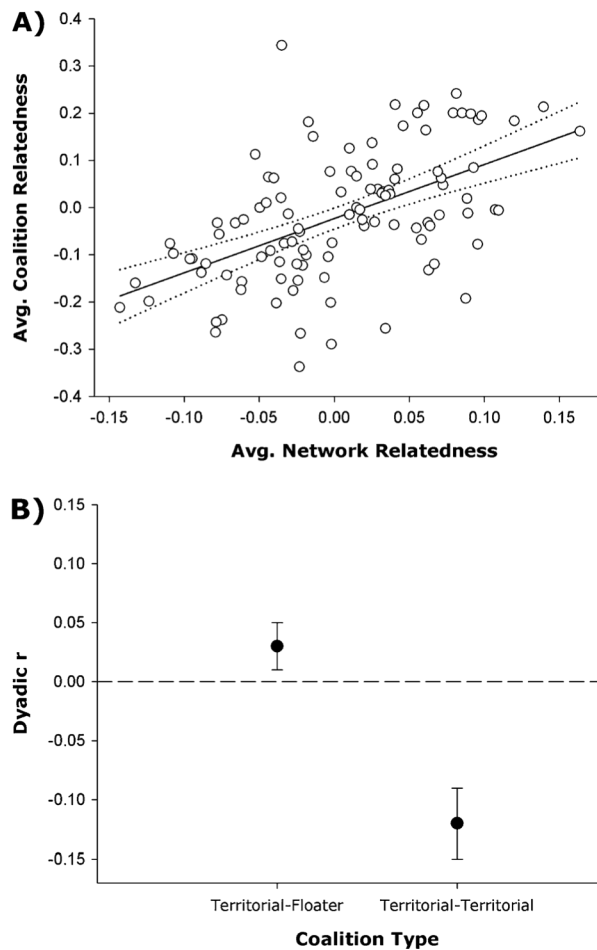 A)
Avg. Coalition Relatedness
0.4
0.3
0.2
0.1
0.0
-0.1
-0.2
-0.3
-0.4
-0.15 -0.10 -0.05 0.00 0.05 0.10 0.15
Avg. Network Relatedness
B)
Dyadic r
0.15
0.10
0.05
0.00
-0.05
-0.10
-0.15
Territorial-Floater Territorial-Territorial
Coalition Type